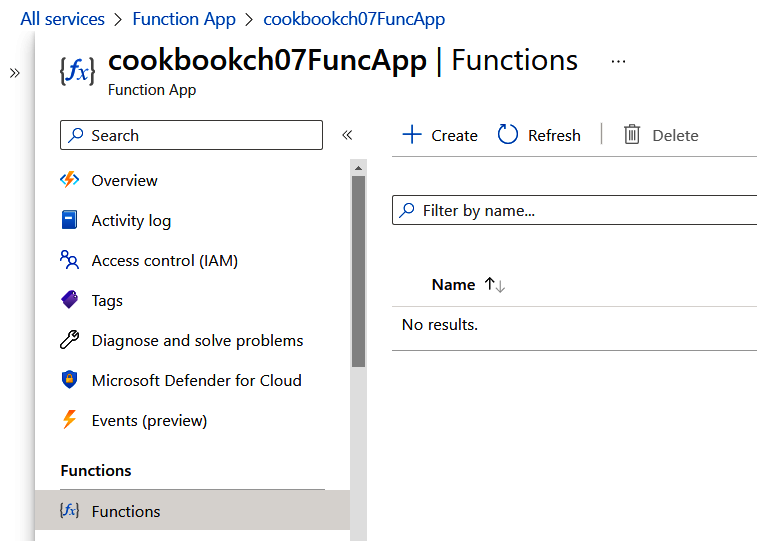 All services > Function App > cookbookch07FuncApp
cookbookch07FuncApp | Functions ...
Function App
Search
Overview
Activity log
Access control (IAM)
Tags
Diagnose and solve problems
Microsoft Defender for Cloud
Events (preview)
Functions
Functions
Create Refresh Delete
Filter by name...
Name
No results.